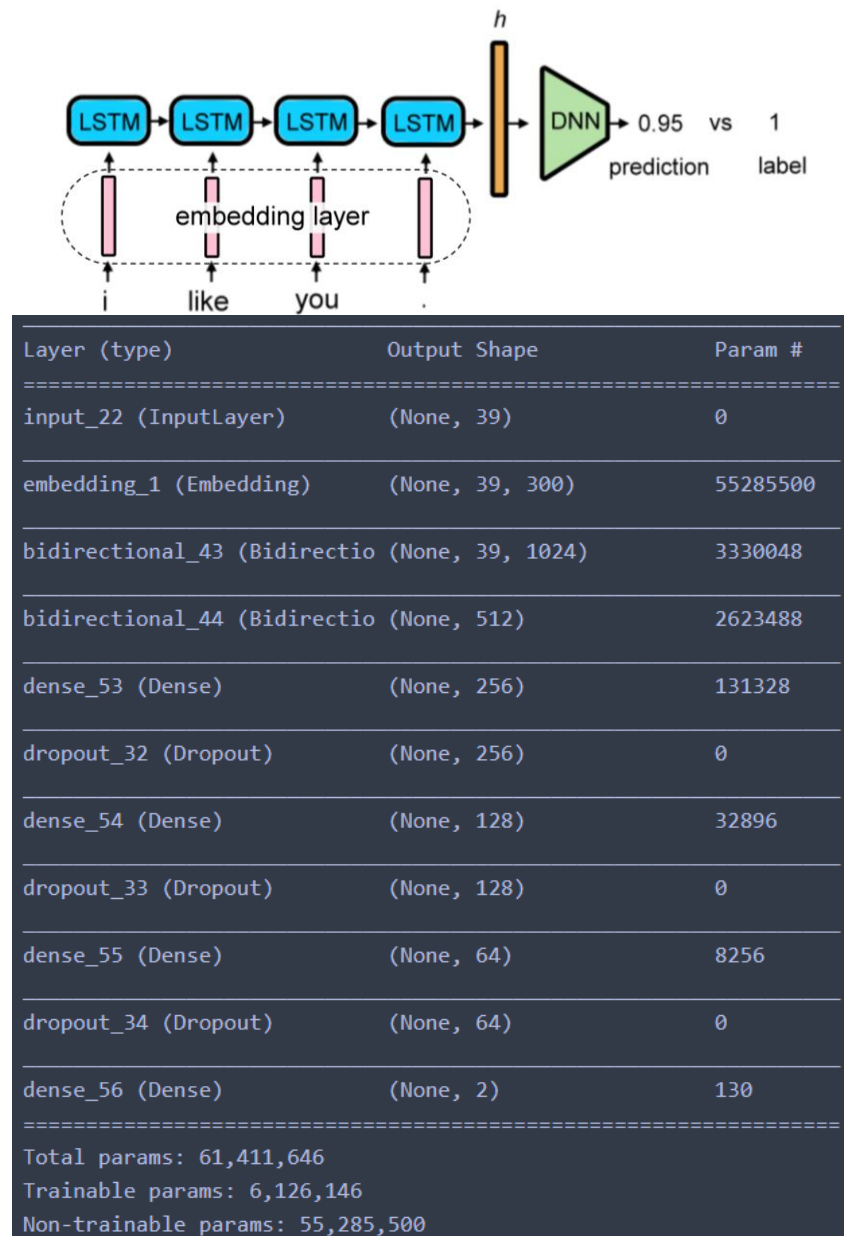 h
LSTM LSTM LSTM LSTM DNN 0.95 vs 1
prediction label
embedding layer
i like you .
Layer (type) Output Shape Param #
=================================================================
input_22 (InputLayer) (None, 39) 0
embedding_1 (Embedding) (None, 39, 300) 55285500
bidirectional_43 (Bidirectio (None, 39, 1024) 3330048
bidirectional_44 (Bidirectio (None, 512) 2623488
dense_53 (Dense) (None, 256) 131328
dropout_32 (Dropout) (None, 256) 0
dense_54 (Dense) (None, 128) 32896
dropout_33 (Dropout) (None, 128) 0
dense_55 (Dense) (None, 64) 8256
dropout_34 (Dropout) (None, 64) 0
dense_56 (Dense) (None, 2) 130
=================================================================
Total params: 61,411,646
Trainable params: 6,126,146
Non-trainable params: 55,285,500